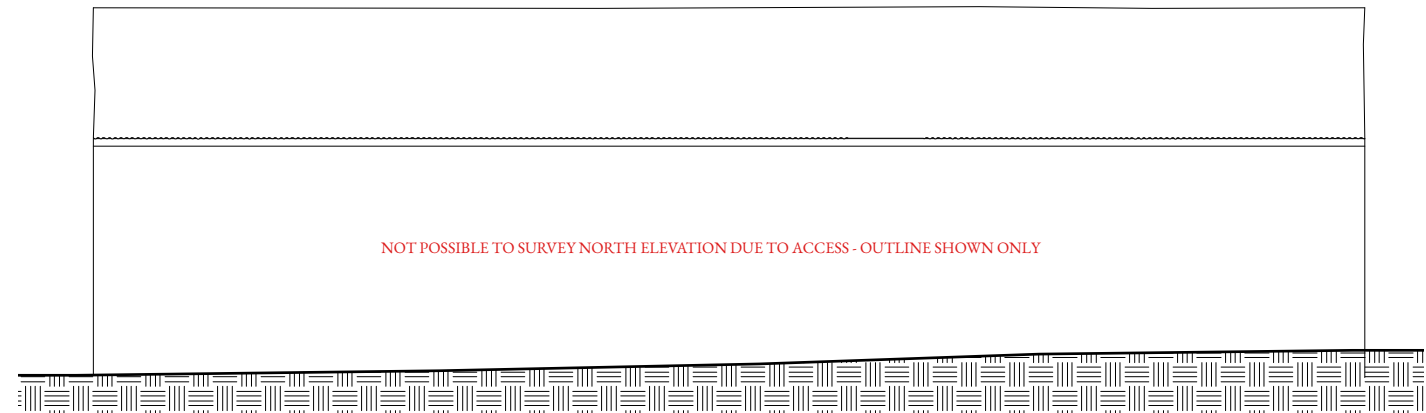 NOT POSSIBLE TO SURVEY NORTH ELEVATION DUE TO ACCESS - OUTLINE SHOWN ONLY